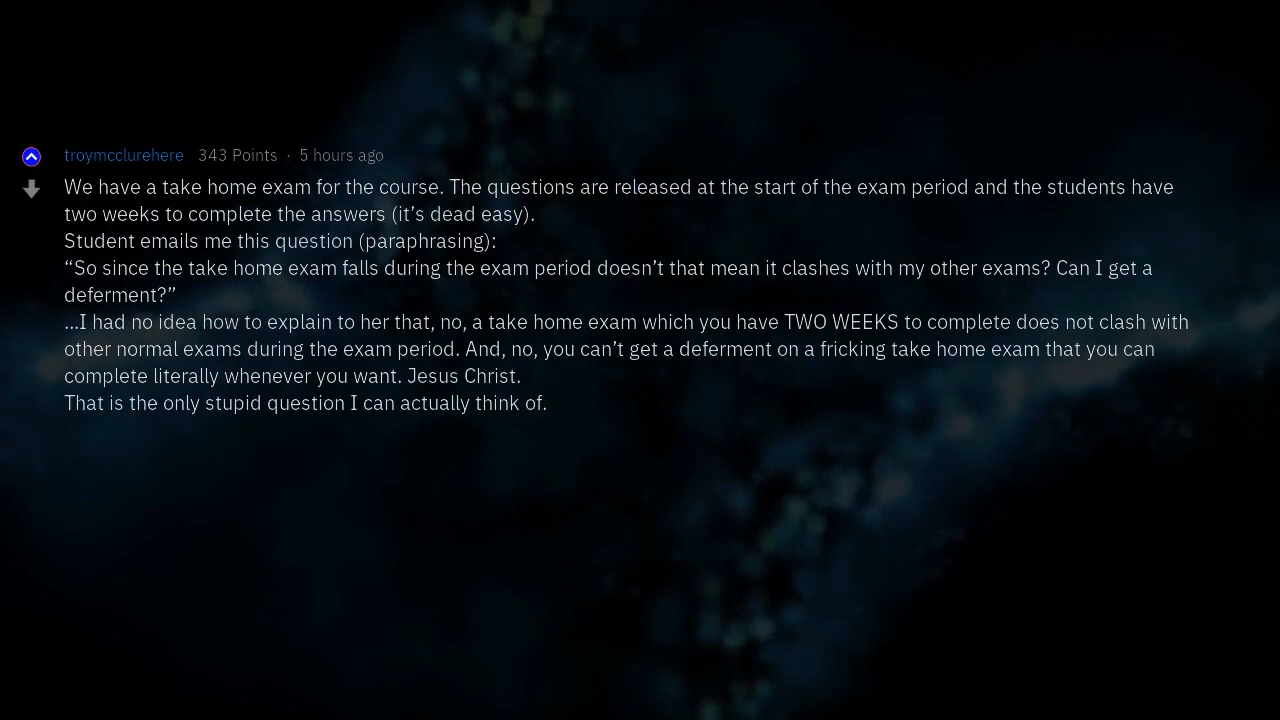 troymcclurehere 343 Points · 5 hours ago
We have a take home exam for the course. The questions are released at the start of the exam period and the students have
two weeks to complete the answers (it’s dead easy).
Student emails me this question (paraphrasing):
“So since the take home exam falls during the exam period doesn’t that mean it clashes with my other exams? Can I get a
deferment?”
...I had no idea how to explain to her that, no, a take home exam which you have TWO WEEKS to complete does not clash with
other normal exams during the exam period. And, no, you can’t get a deferment on a fricking take home exam that you can
complete literally whenever you want. Jesus Christ.
That is the only stupid question I can actually think of.